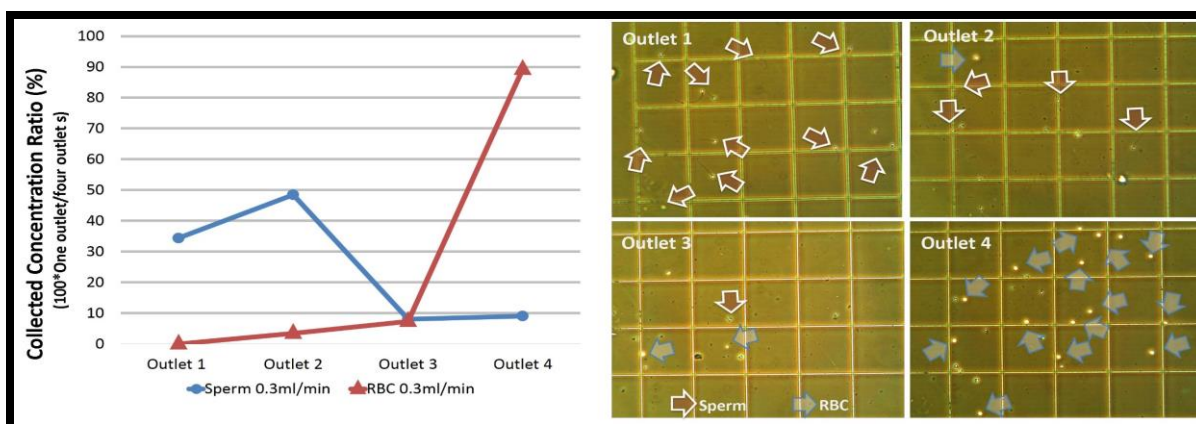 Collected Concentration Ratio (%)
(100*One outlet/four outlet s)
100
90
80
70
60
50
40
30
20
10
0
Outlet 1
Outlet 2
Outlet 3
Outlet 4
Sperm 0.3ml/min
RBC 0.3ml/min
Outlet 1
Outlet 2
Outlet 3
Outlet 4
Sperm
RBC